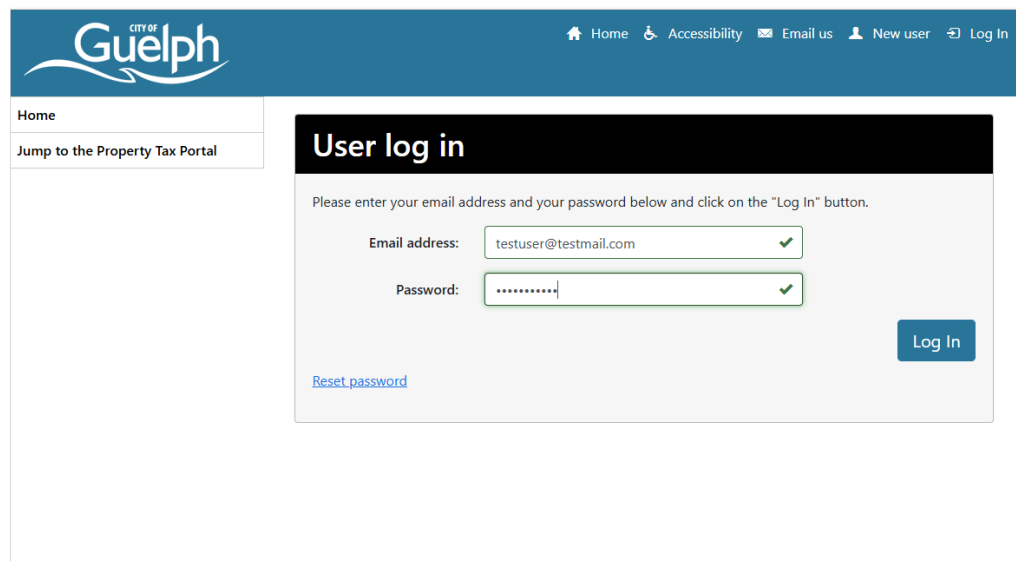 CITY OF
Guelph
Home Accessibility Email us New user Log In
Home
Jump to the Property Tax Portal
User log in
Please enter your email address and your password below and click on the "Log In" button.
Email address: testuser@testmail.com
Password: •••••••••••
Log In
Reset password